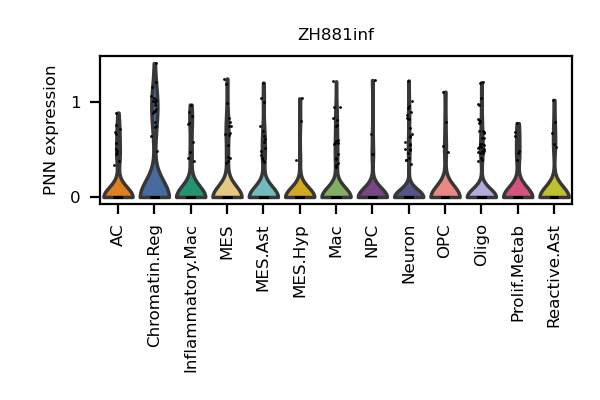 ZH881inf
PNN expression
1
0
AC
Chromatin.Reg
Inflammatory.Mac
MES
MES.Ast
MES.Hyp
Mac
NPC
Neuron
OPC
Oligo
Prolif.Metab
Reactive.Ast